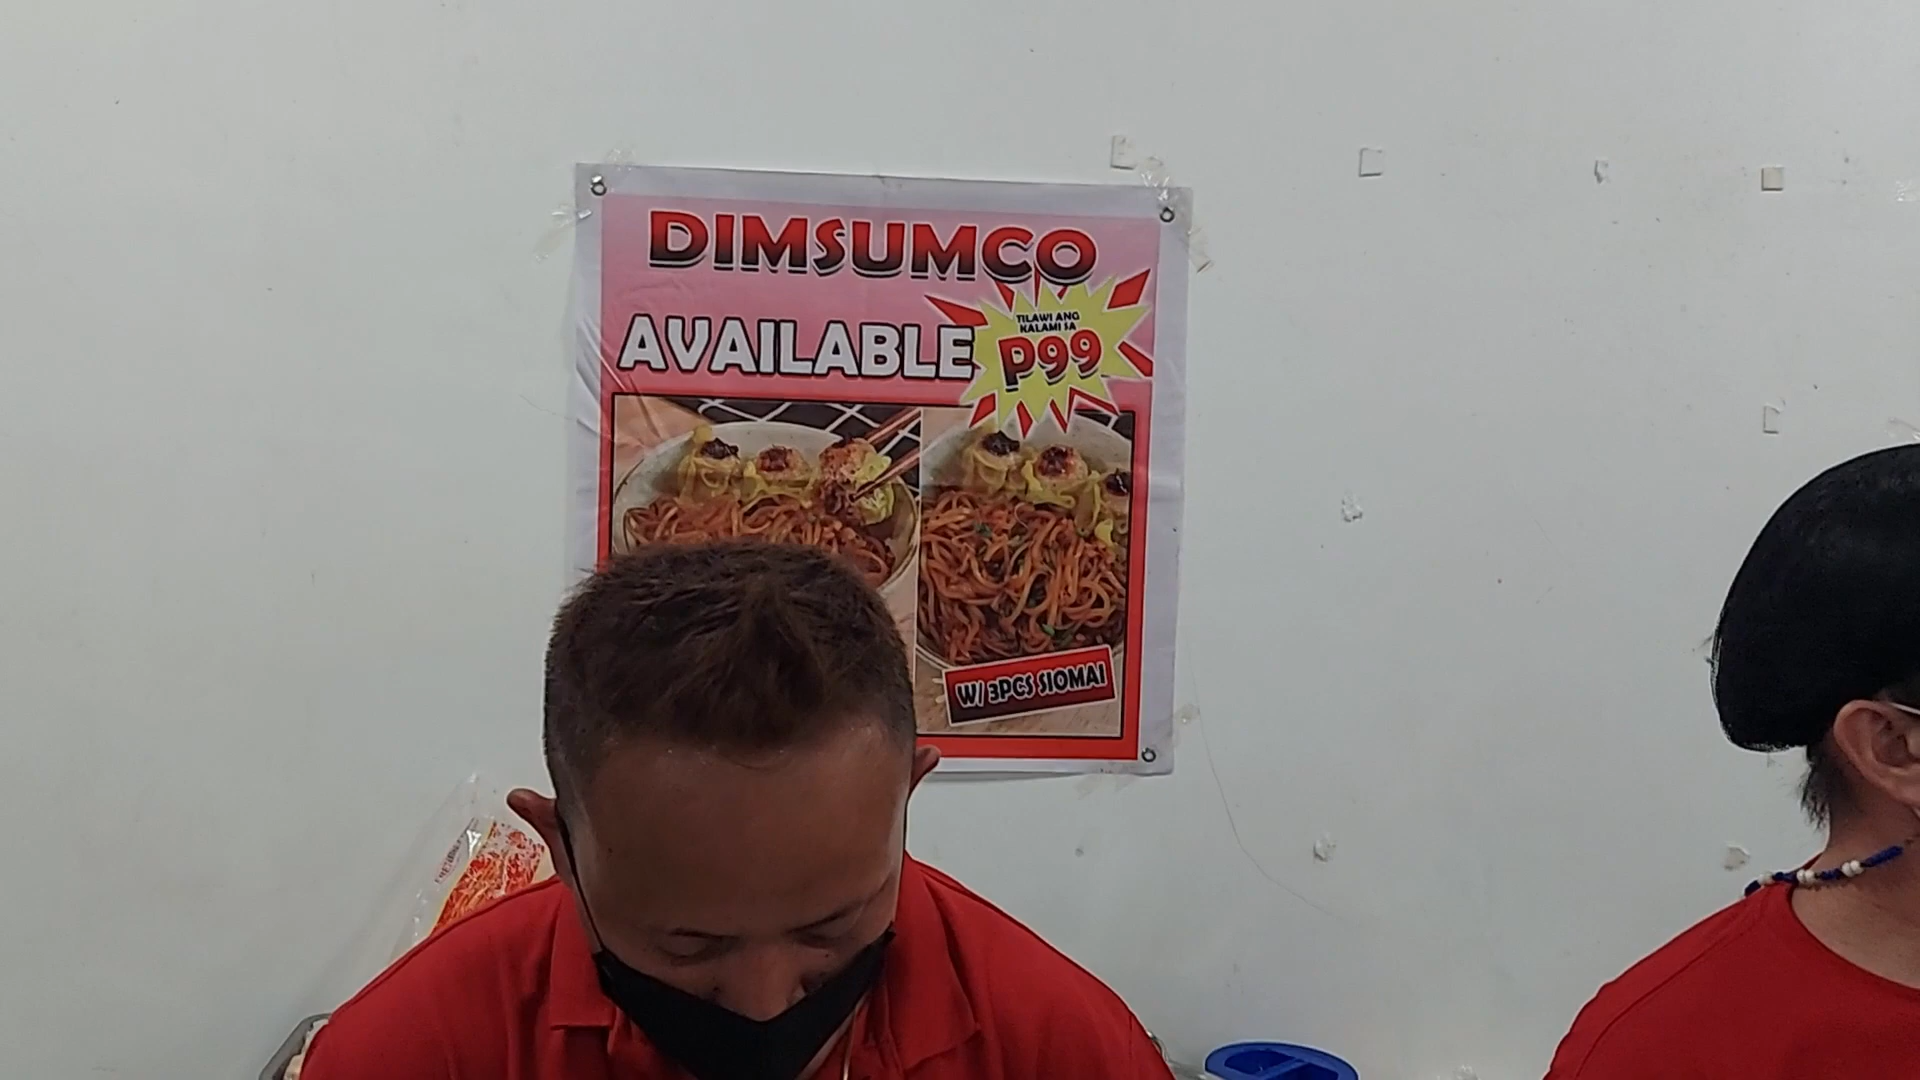 DIMSUMCO
AVAILABLE
TILAWI ANG
KALAMI SA
P99
W/ 3PCS SIOMAI